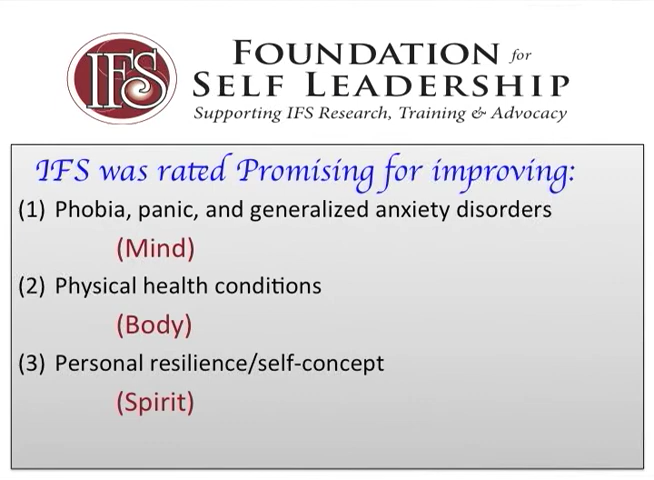 IFS
FOUNDATION for
SELF LEADERSHIP
Supporting IFS Research, Training & Advocacy
IFS was rated Promising for improving:
(1) Phobia, panic, and generalized anxiety disorders
(Mind)
(2) Physical health conditions
(Body)
(3) Personal resilience/self-concept
(Spirit)